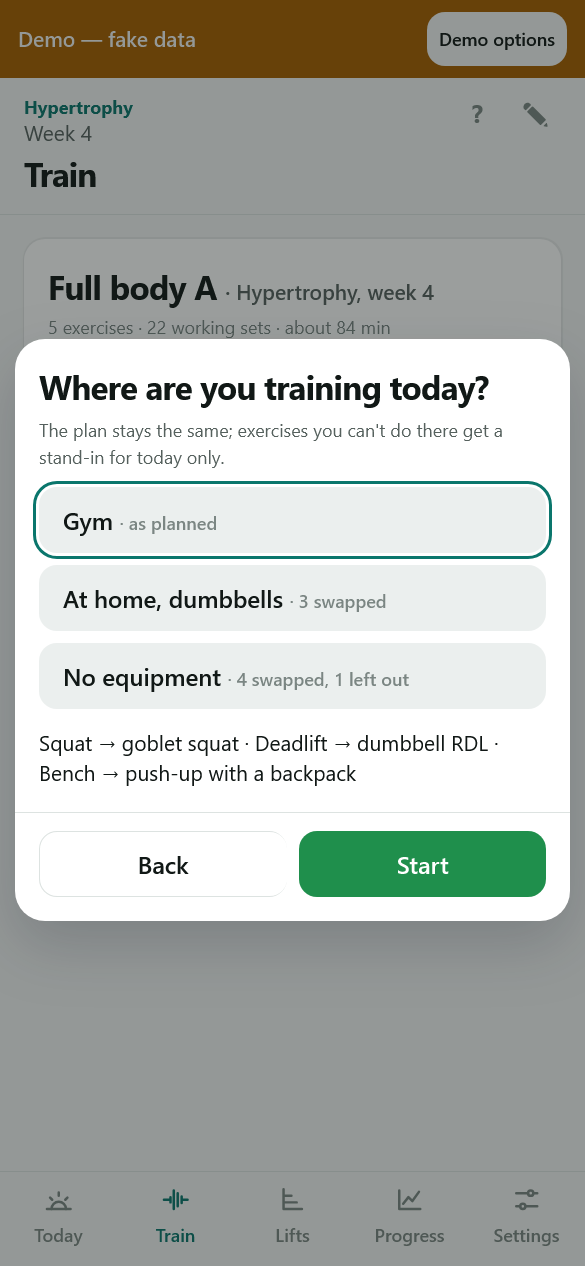 Demo — fake data
Demo options
Hypertrophy
Week 4
?
Train
Full body A · Hypertrophy, week 4
5 exercises · 22 working sets · about 84 min
Where are you training today?
The plan stays the same; exercises you can't do there get a
stand-in for today only.
Gym · as planned
At home, dumbbells · 3 swapped
No equipment · 4 swapped, 1 left out
Squat → goblet squat · Deadlift → dumbbell RDL ·
Bench → push-up with a backpack
Back
Start
Today
Train
Lifts
Progress
Settings